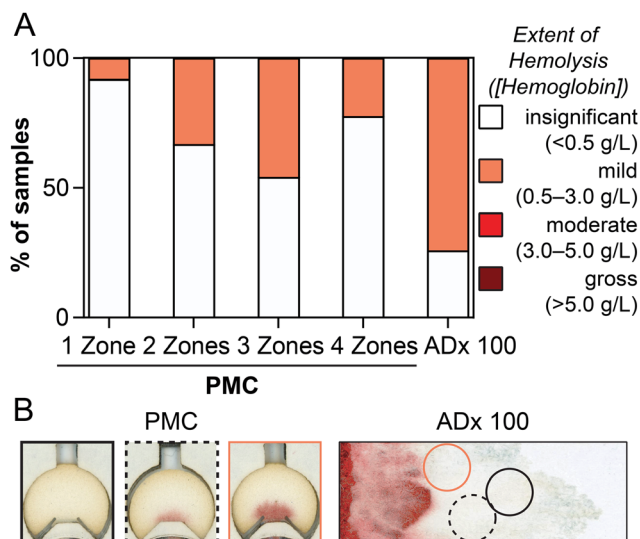 A
100
50
0
% of samples
1 Zone 2 Zones 3 Zones 4 Zones ADx 100
PMC
Extent of
Hemolysis
([Hemoglobin])
insignificant
(<0.5 g/L)
mild
(0.5–3.0 g/L)
moderate
(3.0–5.0 g/L)
gross
(>5.0 g/L)
B
PMC
ADx 100